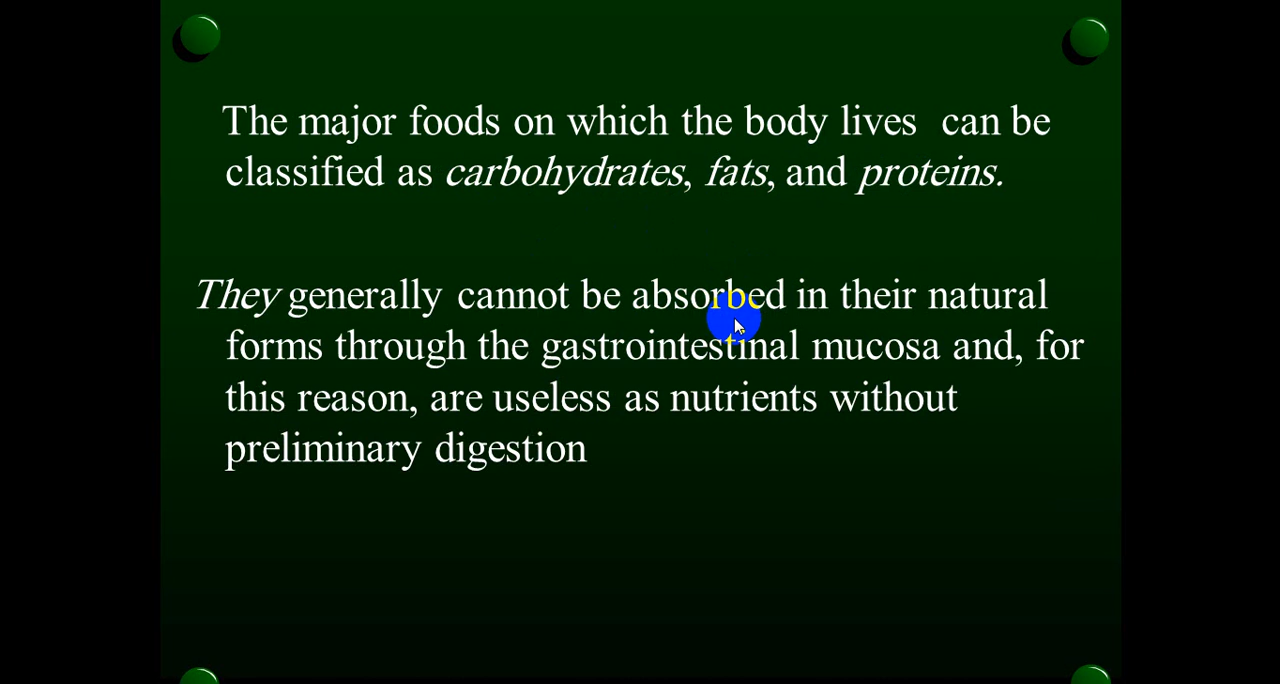 The major foods on which the body lives can be
classified as carbohydrates, fats, and proteins.
They generally cannot be absorbed in their natural
forms through the gastrointestinal mucosa and, for
this reason, are useless as nutrients without
preliminary digestion